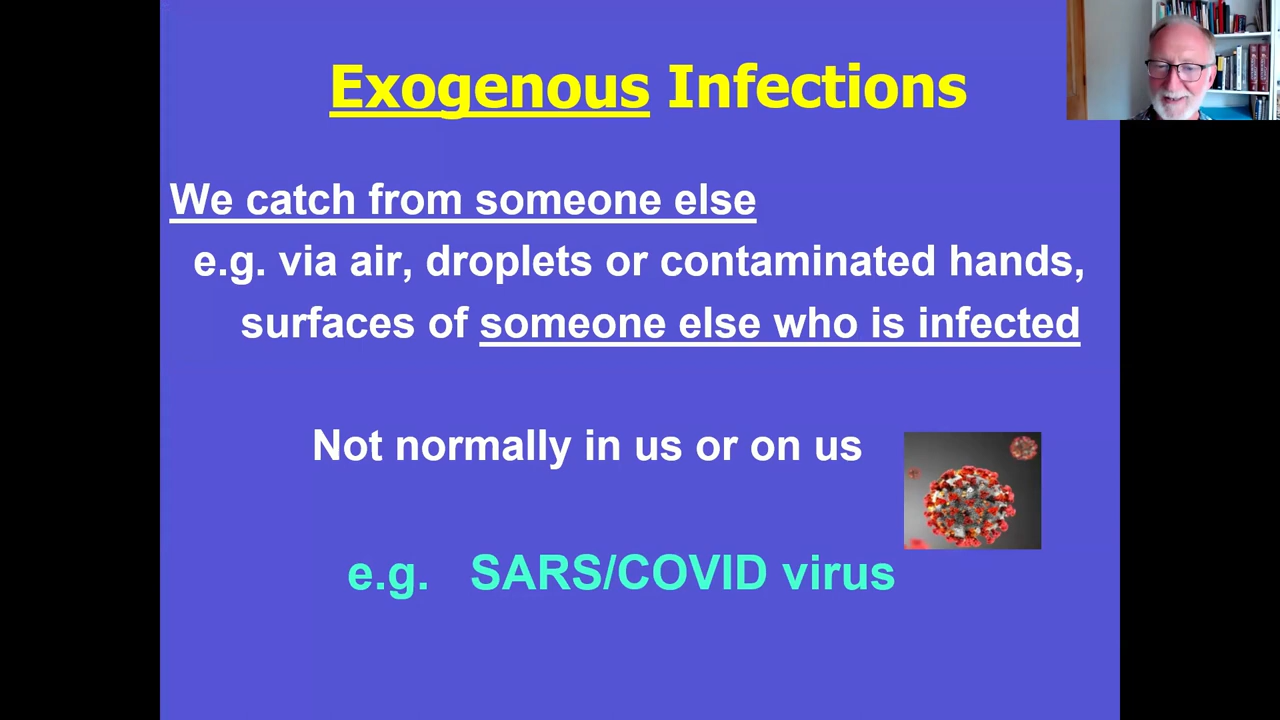 Exogenous Infections
We catch from someone else
e.g. via air, droplets or contaminated hands,
surfaces of someone else who is infected
Not normally in us or on us
e.g. SARS/COVID virus